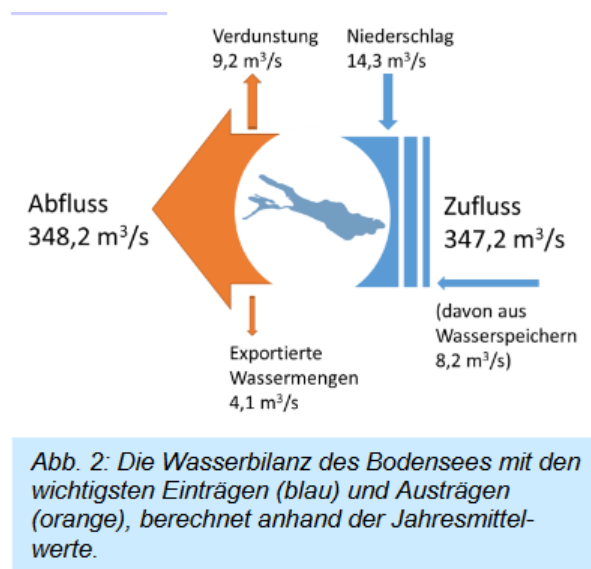 Verdunstung
9,2 m³/s
Niederschlag
14,3 m³/s
Abfluss
348,2 m³/s
Zufluss
347,2 m³/s
(davon aus
Wasserspeichern
8,2 m³/s)
Exportierte
Wassermengen
4,1 m³/s
Abb. 2: Die Wasserbilanz des Bodensees mit den
wichtigsten Einträgen (blau) und Austrägen
(orange), berechnet anhand der Jahresmittel-
werte.